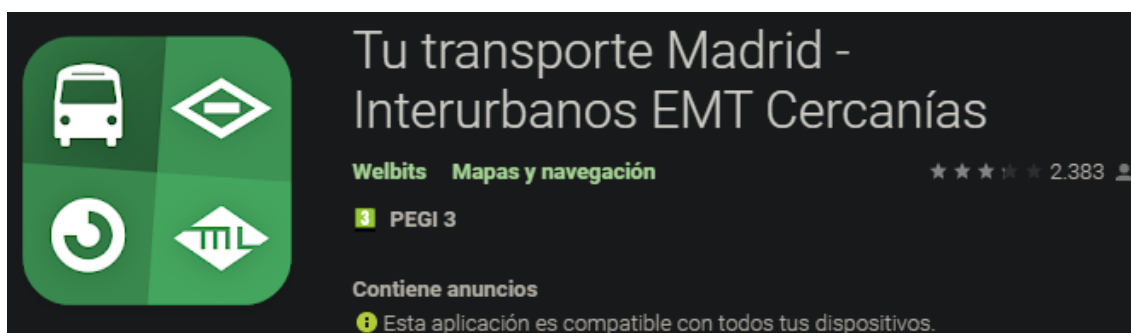 Tu transporte Madrid -
Interurbanos EMT Cercanías
Welbits Mapas y navegación 2.383
3 PEGI 3
Contiene anuncios
Esta aplicación es compatible con todos tus dispositivos.
ML